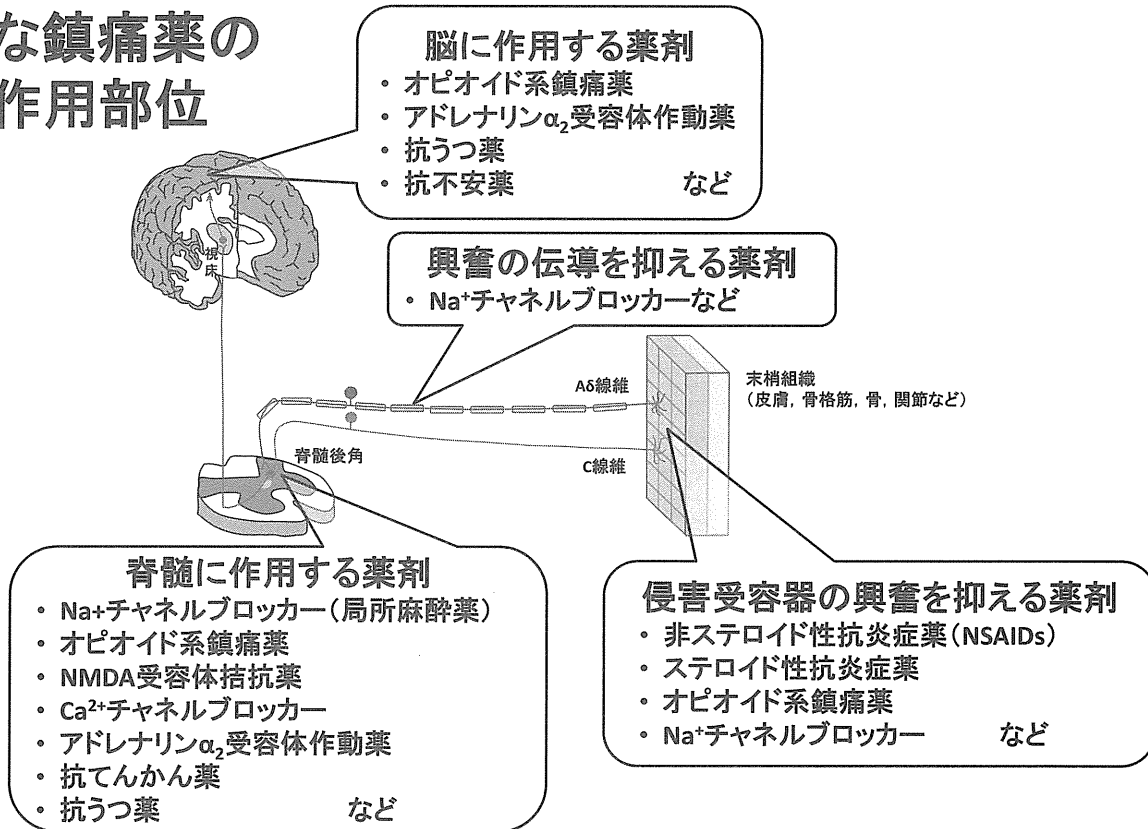 な鎮痛薬の
作用部位
脳に作用する薬剤
・ オピオイド系鎮痛薬
・ アドレナリンα₂受容体作動薬
・ 抗うつ薬
・ 抗不安薬 など
視床
興奮の伝導を抑える薬剤
・ Na⁺チャネルブロッカーなど
Aδ線維
末梢組織
（皮膚，骨格筋，骨，関節など）
脊髄後角
C線維
脊髄に作用する薬剤
・ Na+チャネルブロッカー（局所麻酔薬）
・ オピオイド系鎮痛薬
・ NMDA受容体拮抗薬
・ Ca²⁺チャネルブロッカー
・ アドレナリンα₂受容体作動薬
・ 抗てんかん薬
・ 抗うつ薬 など
侵害受容器の興奮を抑える薬剤
・ 非ステロイド性抗炎症薬（NSAIDs）
・ ステロイド性抗炎症薬
・ オピオイド系鎮痛薬
・ Na⁺チャネルブロッカー など